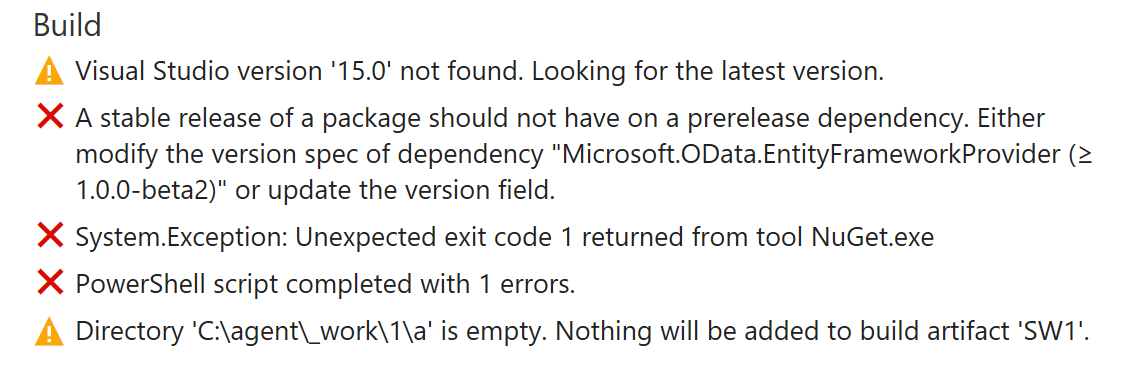 Build
Visual Studio version '15.0' not found. Looking for the latest version.
A stable release of a package should not have on a prerelease dependency. Either
modify the version spec of dependency "Microsoft.OData.EntityFrameworkProvider (≥
1.0.0-beta2)" or update the version field.
System.Exception: Unexpected exit code 1 returned from tool NuGet.exe
PowerShell script completed with 1 errors.
Directory 'C:\agent\_work\1\a' is empty. Nothing will be added to build artifact 'SW1'.